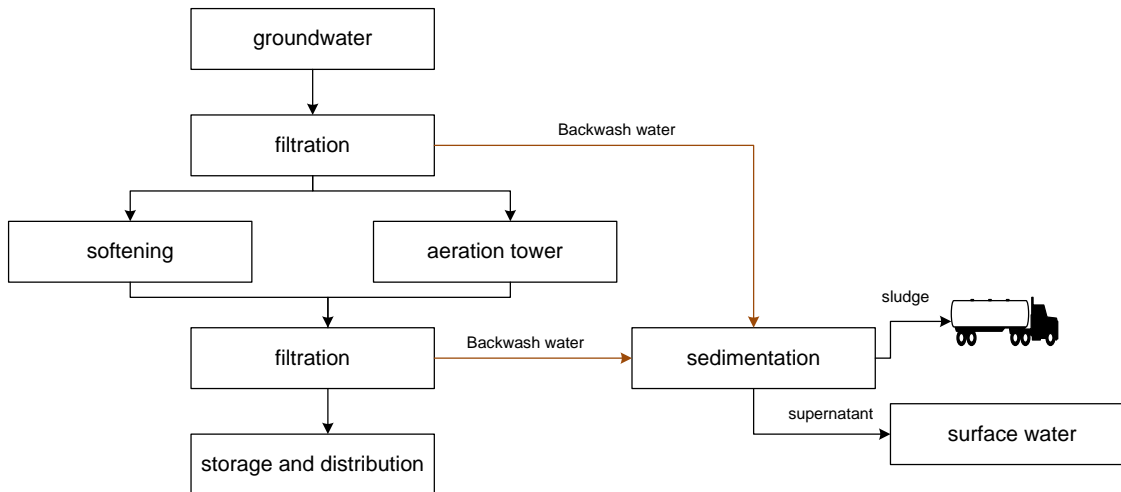 groundwater
filtration
Backwash water
softening
aeration tower
sludge
filtration
Backwash water
sedimentation
supernatant
surface water
storage and distribution